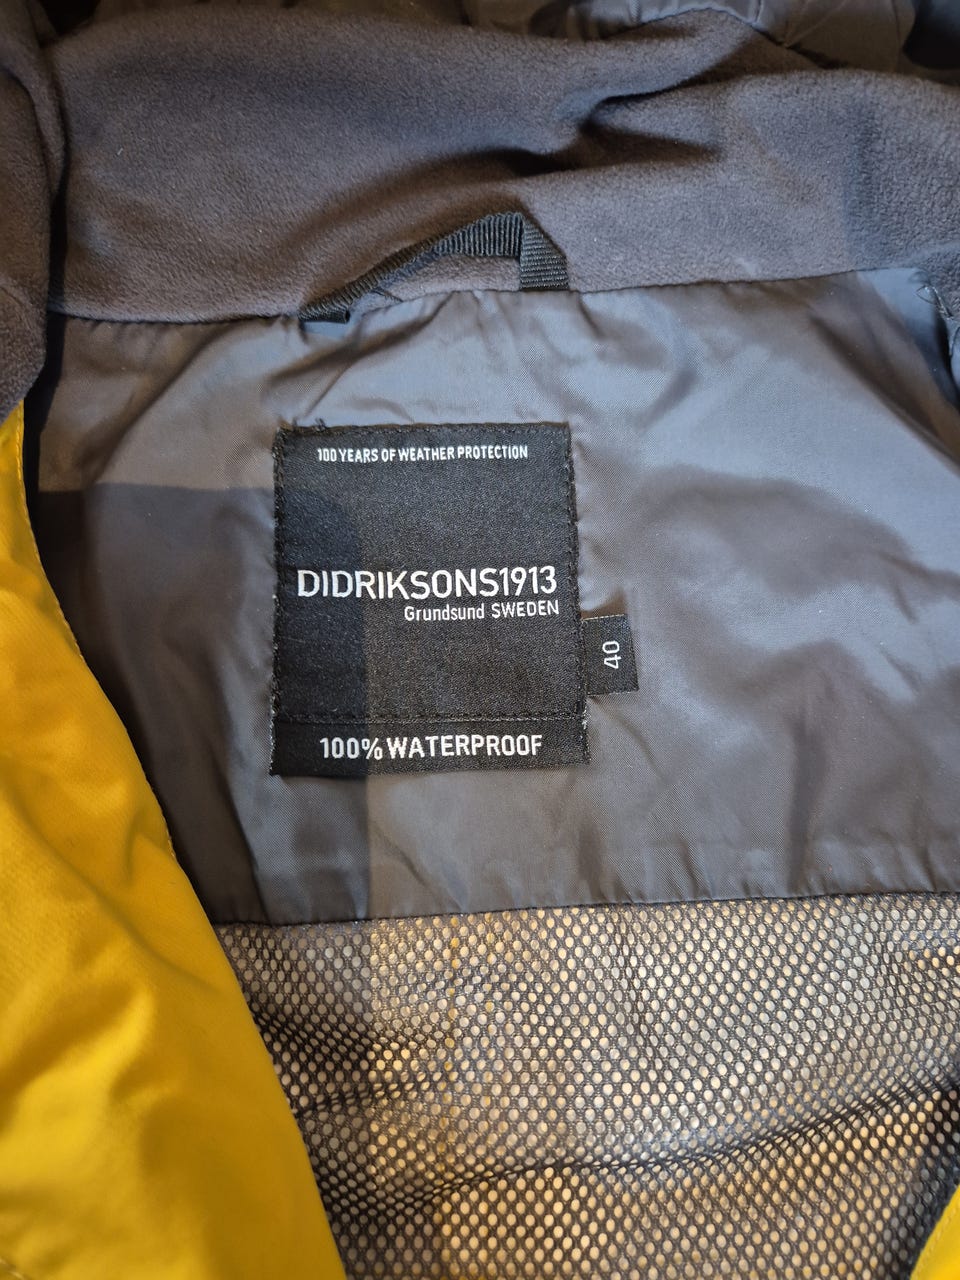 100 YEARS OF WEATHER PROTECTION
DIDRIKSONS1913
Grundsund SWEDEN
40
100% WATERPROOF